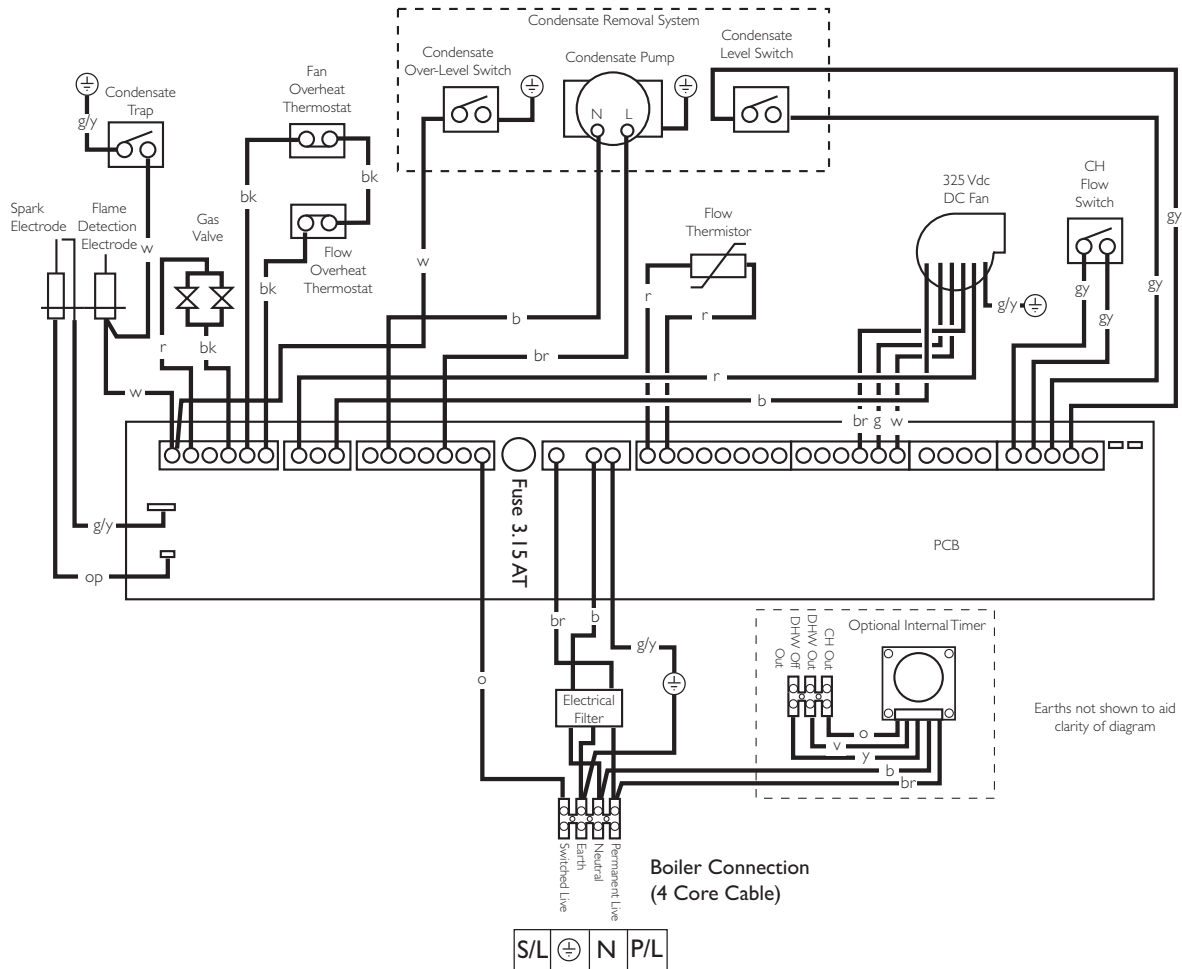 Condensate Removal System
Condensate
Over-Level Switch
Condensate Pump
Condensate
Level Switch
N
L
Fan
Overheat
Thermostat
Condensate
Trap
g/y
bk
bk
Spark
Electrode
Flame
Detection
Electrode
w
Gas
Valve
Flow
Overheat
Thermostat
bk
w
Flow
Thermistor
325 Vdc
DC Fan
CH
Flow
Switch
gy
gy
gy
gy
g/y
r
r
r
bk
b
br
w
r
b
br
g
w
g/y
op
Fuse 3.15 AT
PCB
br
b
g/y
o
Electrical
Filter
Optional Internal Timer
CH Out
DHW Out
DHW Off
Out
o
v
y
b
br
Earths not shown to aid
clarity of diagram
Switched Live
Earth
Neutral
Permanent Live
Boiler Connection
(4 Core Cable)
S/L
N
P/L